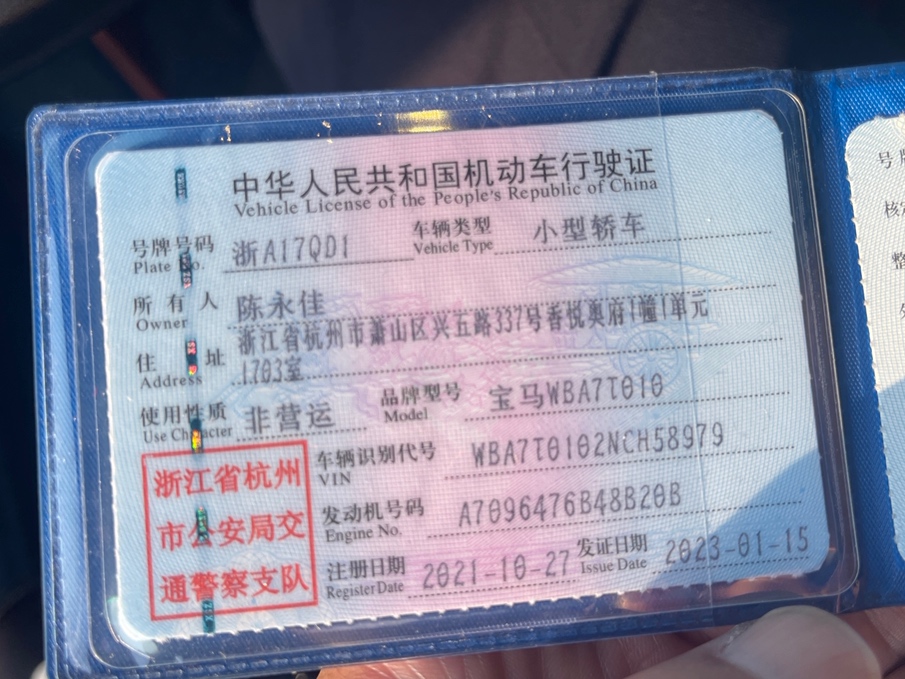 中华人民共和国机动车行驶证
Vehicle License of the People's Republic of China
号牌号码 浙A17QD1 车辆类型 小型轿车
Plate No. Vehicle Type
所有人 陈永佳
Owner
住址 浙江省杭州市萧山区兴五路337号香悦奥府1幢1单元
Address 1703室
使用性质 非营运 品牌型号 宝马WBA7T010
Use Character Model
车辆识别代号 WBA7T0102NCH58979
VIN
发动机号码 A7096476B48B20B
Engine No.
注册日期 2021-10-27 发证日期 2023-01-15
Register Date Issue Date
浙江省杭州
市公安局交
通警察支队
号牌
核定
整